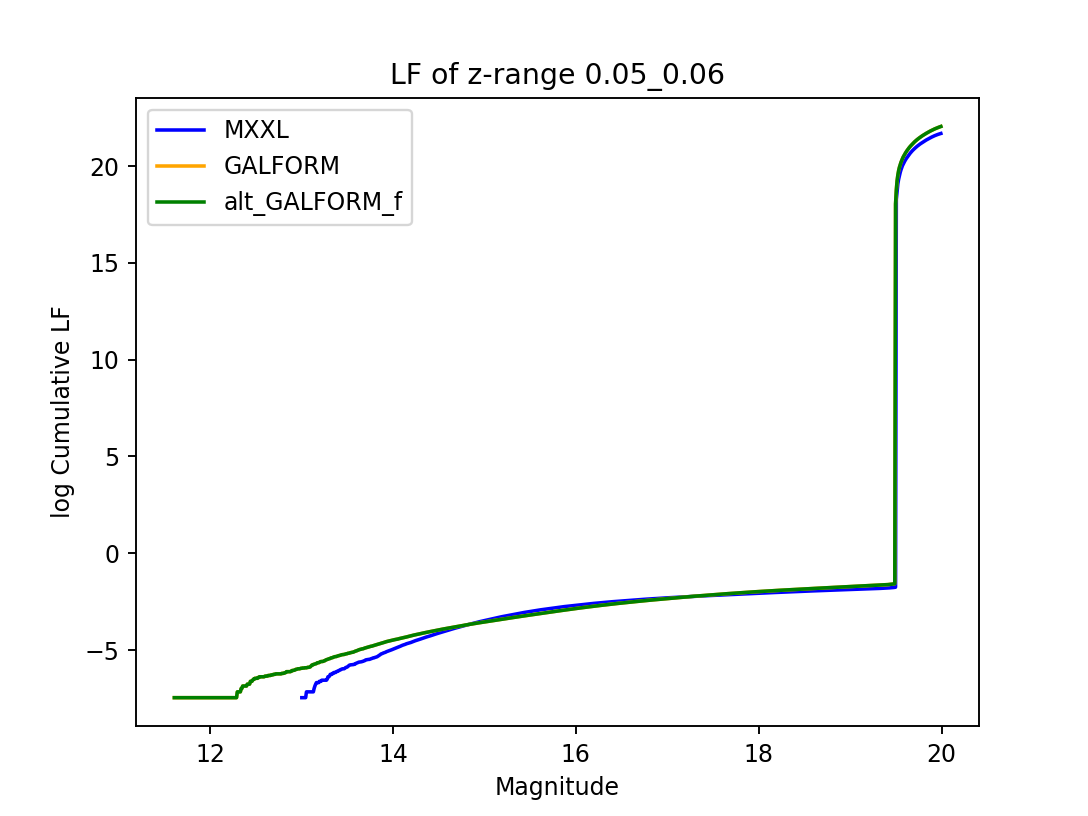 LF of z-range 0.05_0.06
MXXL
GALFORM
alt_GALFORM_f
log Cumulative LF
20
15
10
5
0
−5
12 14 16 18 20
Magnitude